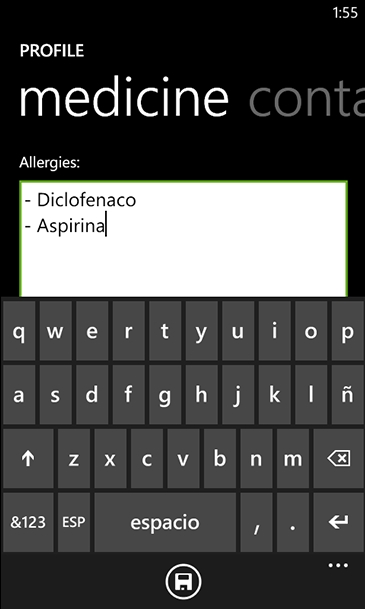 1:55
PROFILE
medicine conta
Allergies:
- Diclofenaco
- Aspirina
q w e r t y u i o p
a s d f g h j k l ñ
z x c v b n m
&123 ESP espacio , .